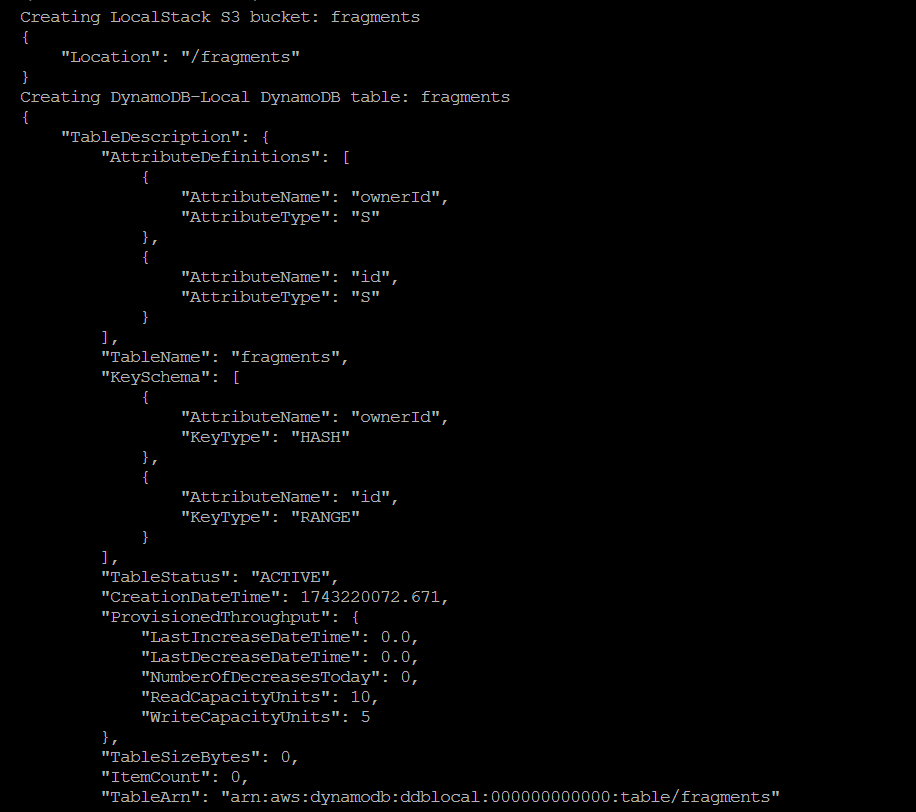 Creating LocalStack S3 bucket: fragments
{
    "Location": "/fragments"
}
Creating DynamoDB-Local DynamoDB table: fragments
{
    "TableDescription": {
        "AttributeDefinitions": [
            {
                "AttributeName": "ownerId",
                "AttributeType": "S"
            },
            {
                "AttributeName": "id",
                "AttributeType": "S"
            }
        ],
        "TableName": "fragments",
        "KeySchema": [
            {
                "AttributeName": "ownerId",
                "KeyType": "HASH"
            },
            {
                "AttributeName": "id",
                "KeyType": "RANGE"
            }
        ],
        "TableStatus": "ACTIVE",
        "CreationDateTime": 1743220072.671,
        "ProvisionedThroughput": {
            "LastIncreaseDateTime": 0.0,
            "LastDecreaseDateTime": 0.0,
            "NumberOfDecreasesToday": 0,
            "ReadCapacityUnits": 10,
            "WriteCapacityUnits": 5
        },
        "TableSizeBytes": 0,
        "ItemCount": 0,
        "TableArn": "arn:aws:dynamodb:ddblocal:000000000000:table/fragments"